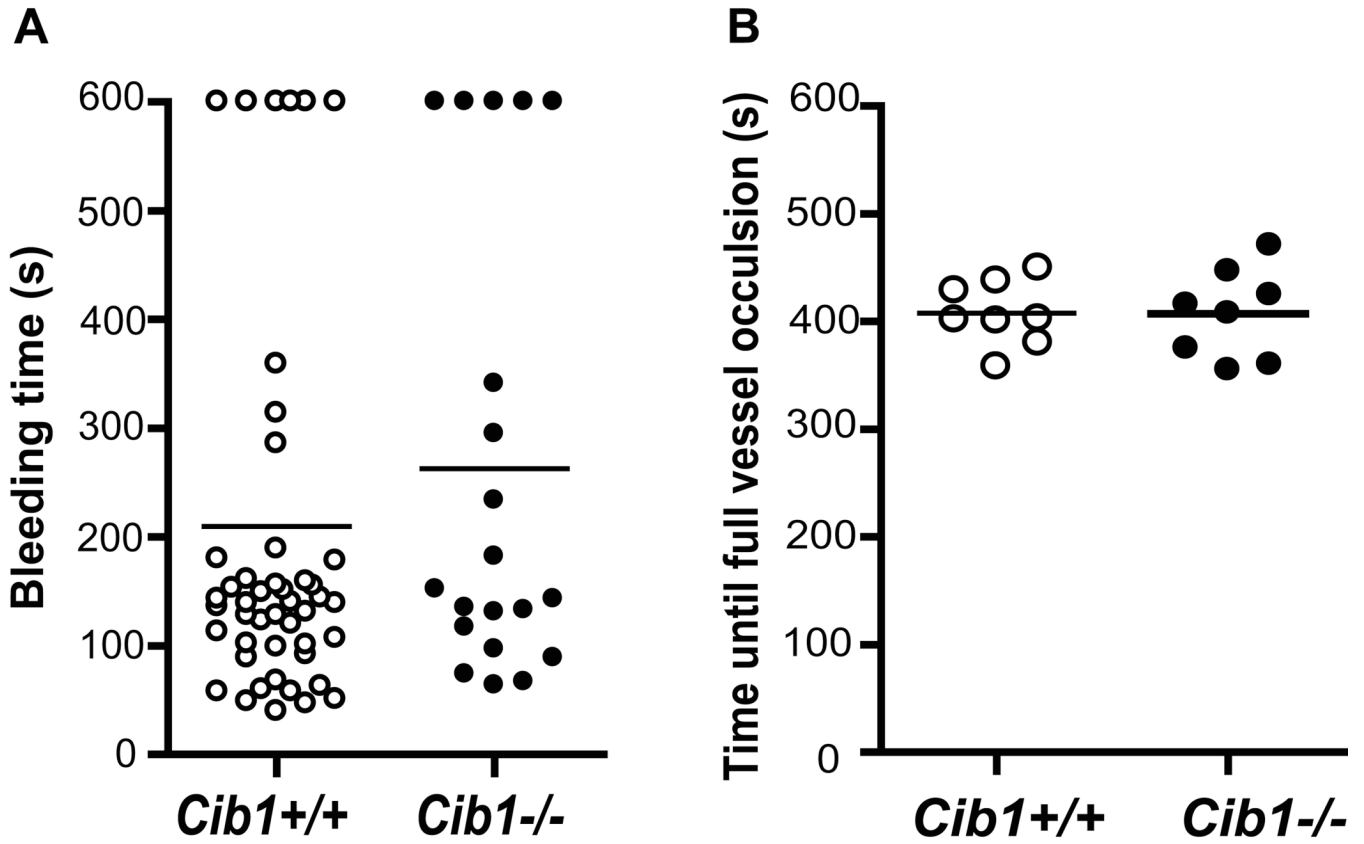 A
Bleeding time (s)
600
500
400
300
200
100
0
Cib1+/+
Cib1-/-
B
Time until full vessel occulsion (s)
600
500
400
300
200
100
0
Cib1+/+
Cib1-/-